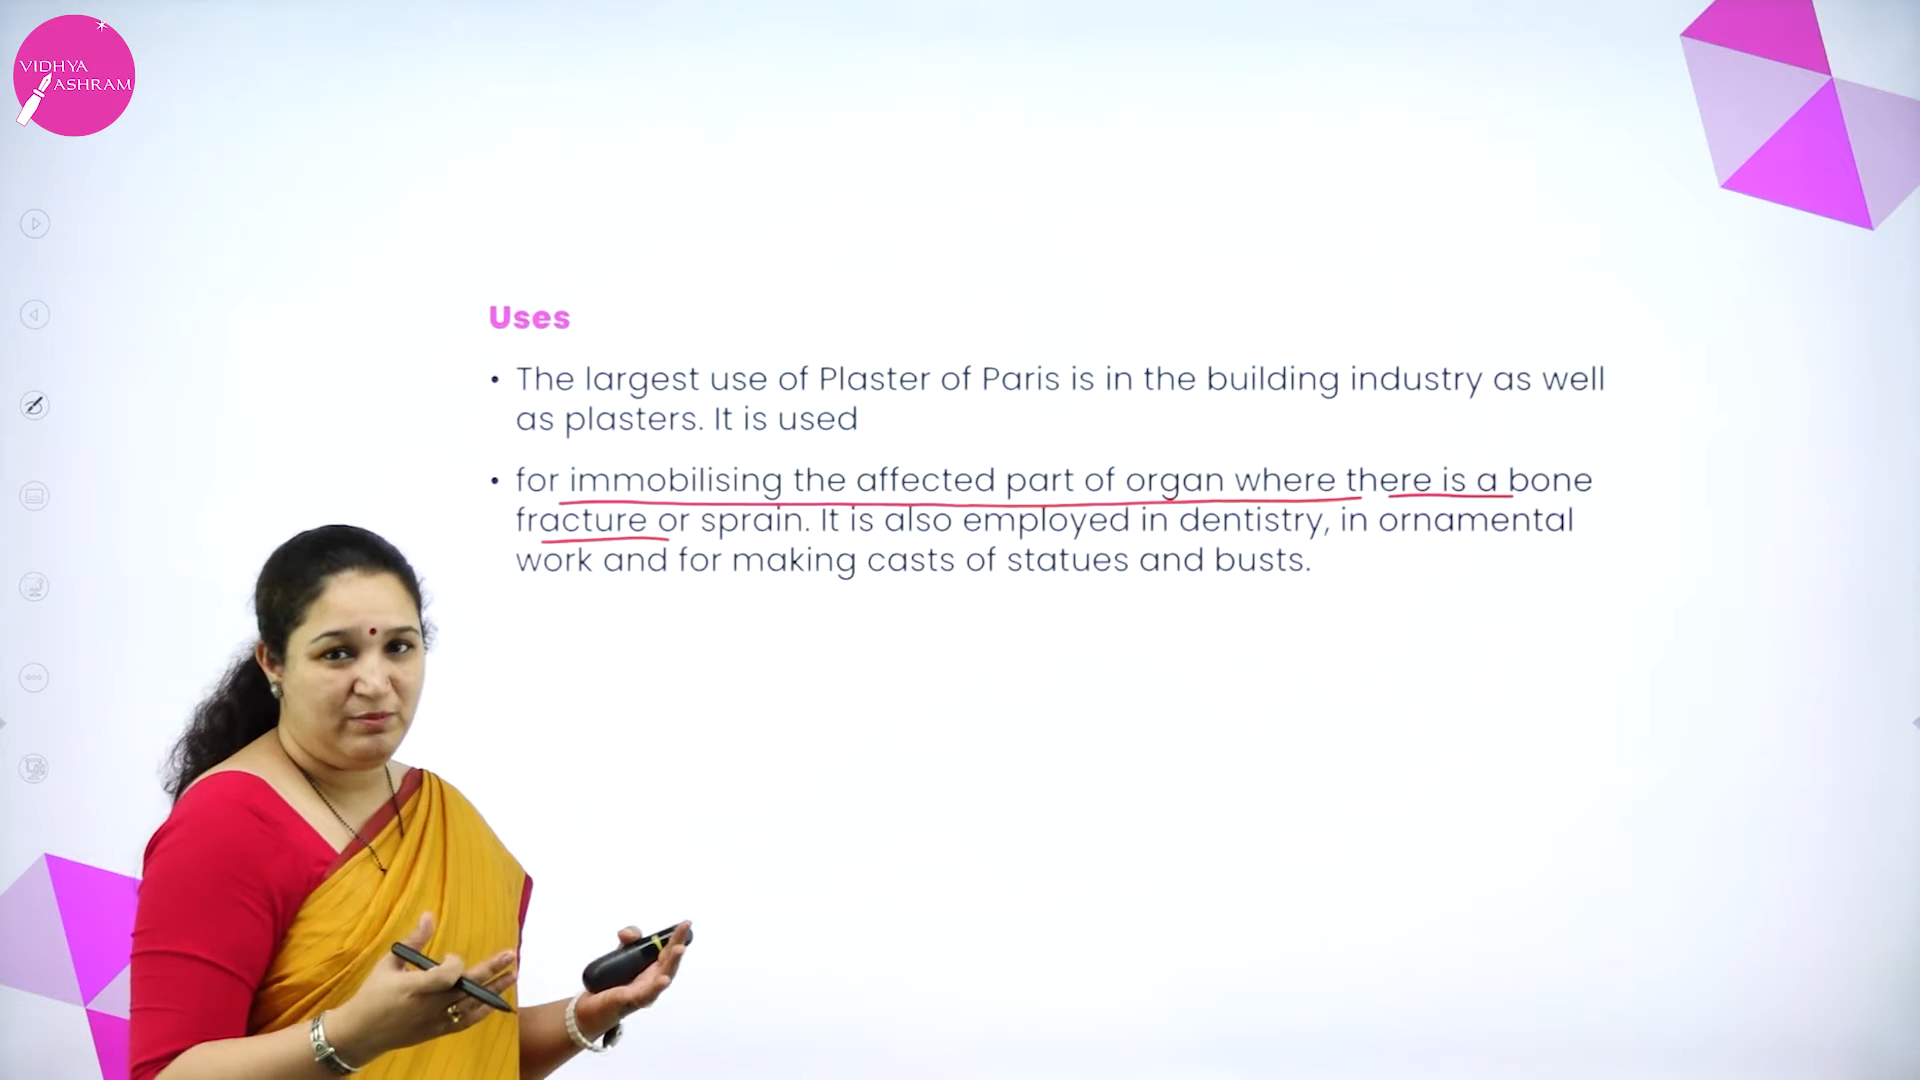 VIDHYA
ASHRAM
Uses
• The largest use of Plaster of Paris is in the building industry as well
as plasters. It is used
• for immobilising the affected part of organ where there is a bone
fracture or sprain. It is also employed in dentistry, in ornamental
work and for making casts of statues and busts.